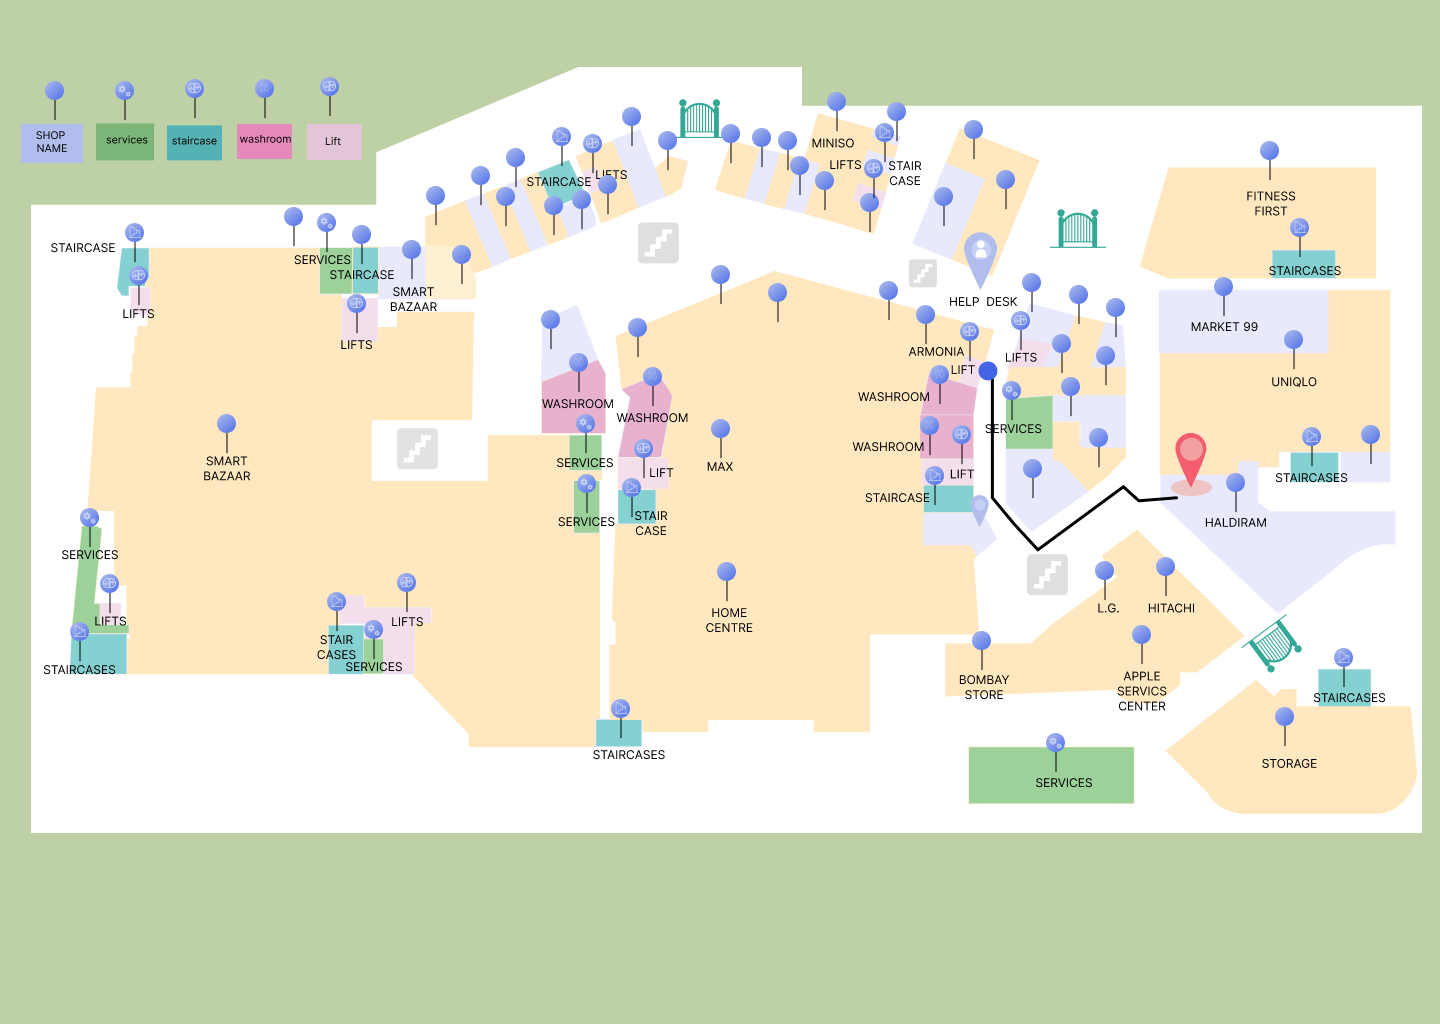 SHOP
NAME
services
staircase
washroom
Lift
MINISO
LIFTS
STAIR
CASE
STAIRCASE
LIFTS
FITNESS
FIRST
STAIRCASES
STAIRCASE
SERVICES
STAIRCASE
SMART
BAZAAR
LIFTS
LIFTS
HELP DESK
MARKET 99
ARMONIA
LIFTS
LIFT
UNIQLO
WASHROOM
WASHROOM
WASHROOM
SERVICES
WASHROOM
SMART
BAZAAR
SERVICES
MAX
LIFT
LIFT
STAIRCASES
STAIRCASE
SERVICES
STAIR
CASE
HALDIRAM
SERVICES
LIFTS
LIFTS
STAIR
CASES
SERVICES
STAIRCASES
HOME
CENTRE
L.G.
HITACHI
BOMBAY
STORE
APPLE
SERVICS
CENTER
STAIRCASES
STAIRCASES
STORAGE
SERVICES